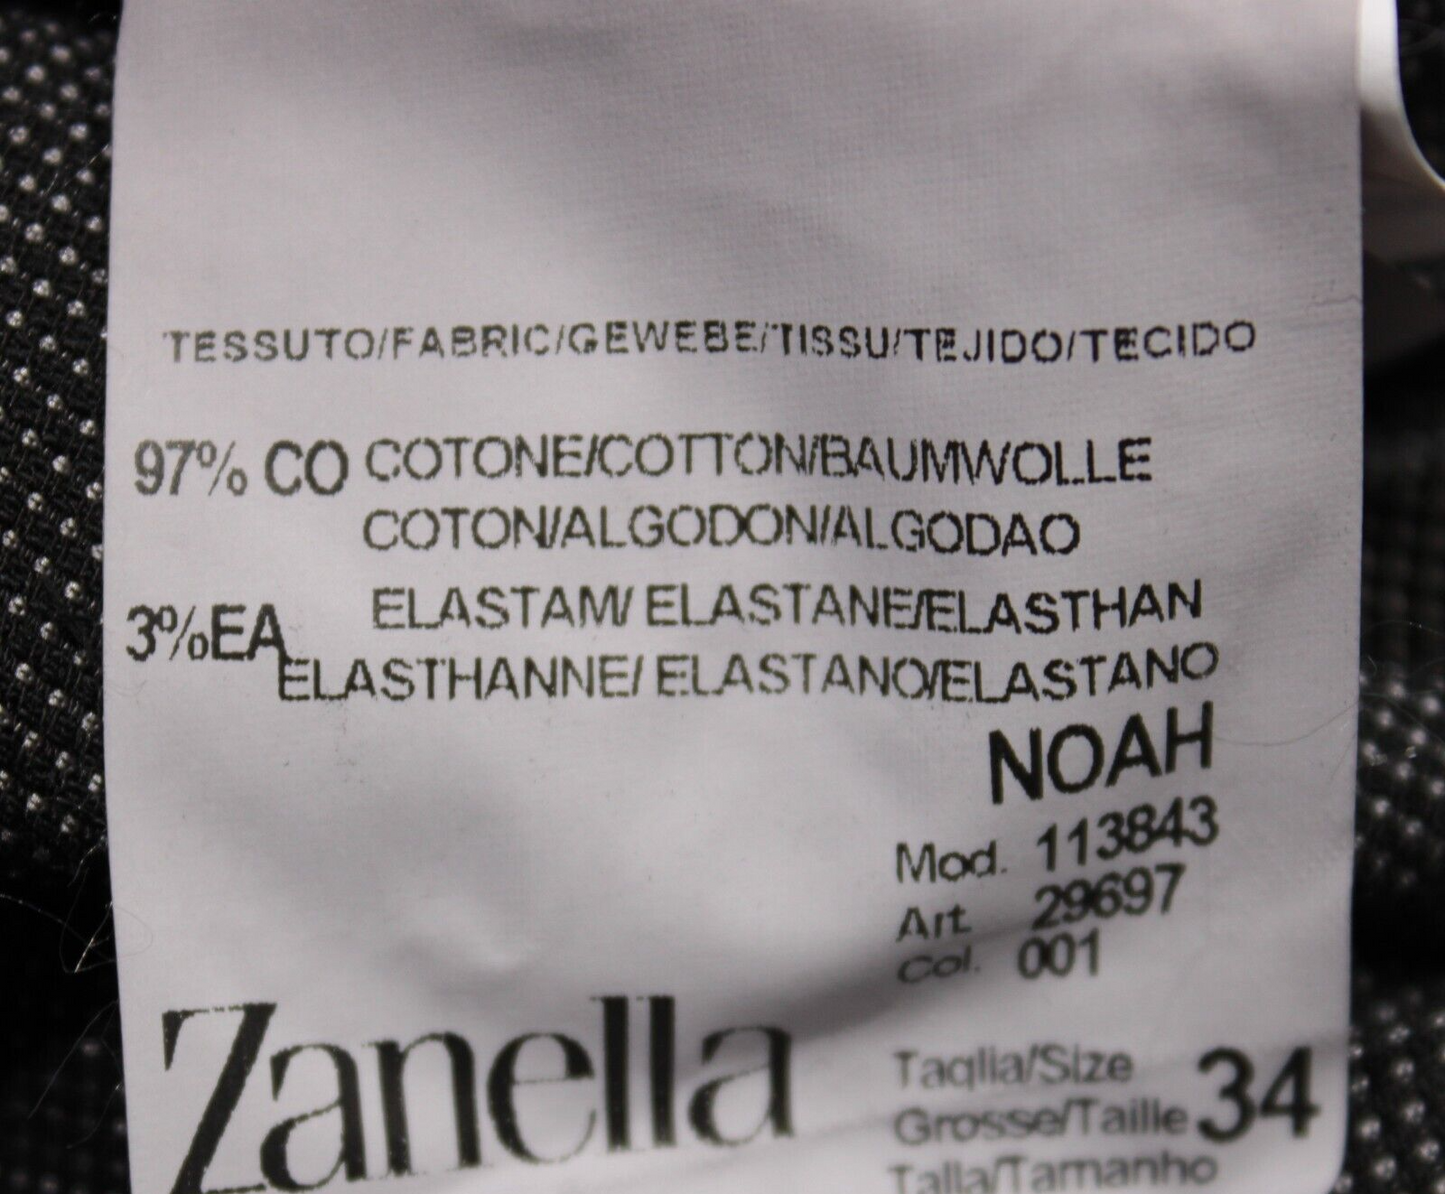 TESSUTO/FABRIC/GEWEBE/TISSU/TEJIDO/TECIDO
97% CO COTONE/COTTON/BAUMWOLLE
COTON/ALGODON/ALGODAO
3%EA ELASTAM/ ELASTANE/ELASTHAN
ELASTHANNE/ ELASTANO/ELASTANO
NOAH
Mod. 113843
Art. 29697
Col. 001
Zanella
Taglia/Size
Grosse/Taille 34
Talla/Tamanho